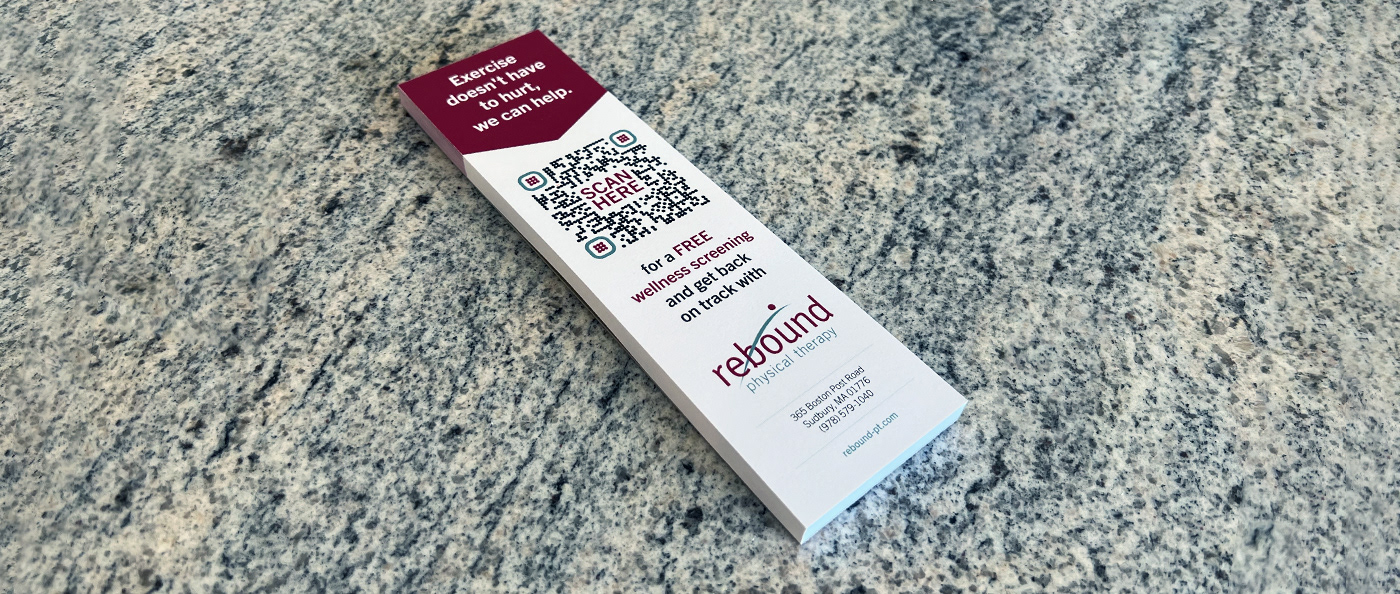 Exercise
doesn't have
to hurt,
we can help.
SCAN
HERE
for a FREE
wellness screening
and get back
on track with
rebound
physical therapy
365 Boston Post Road
Sudbury, MA 01776
(978) 579-1040
rebound-pt.com